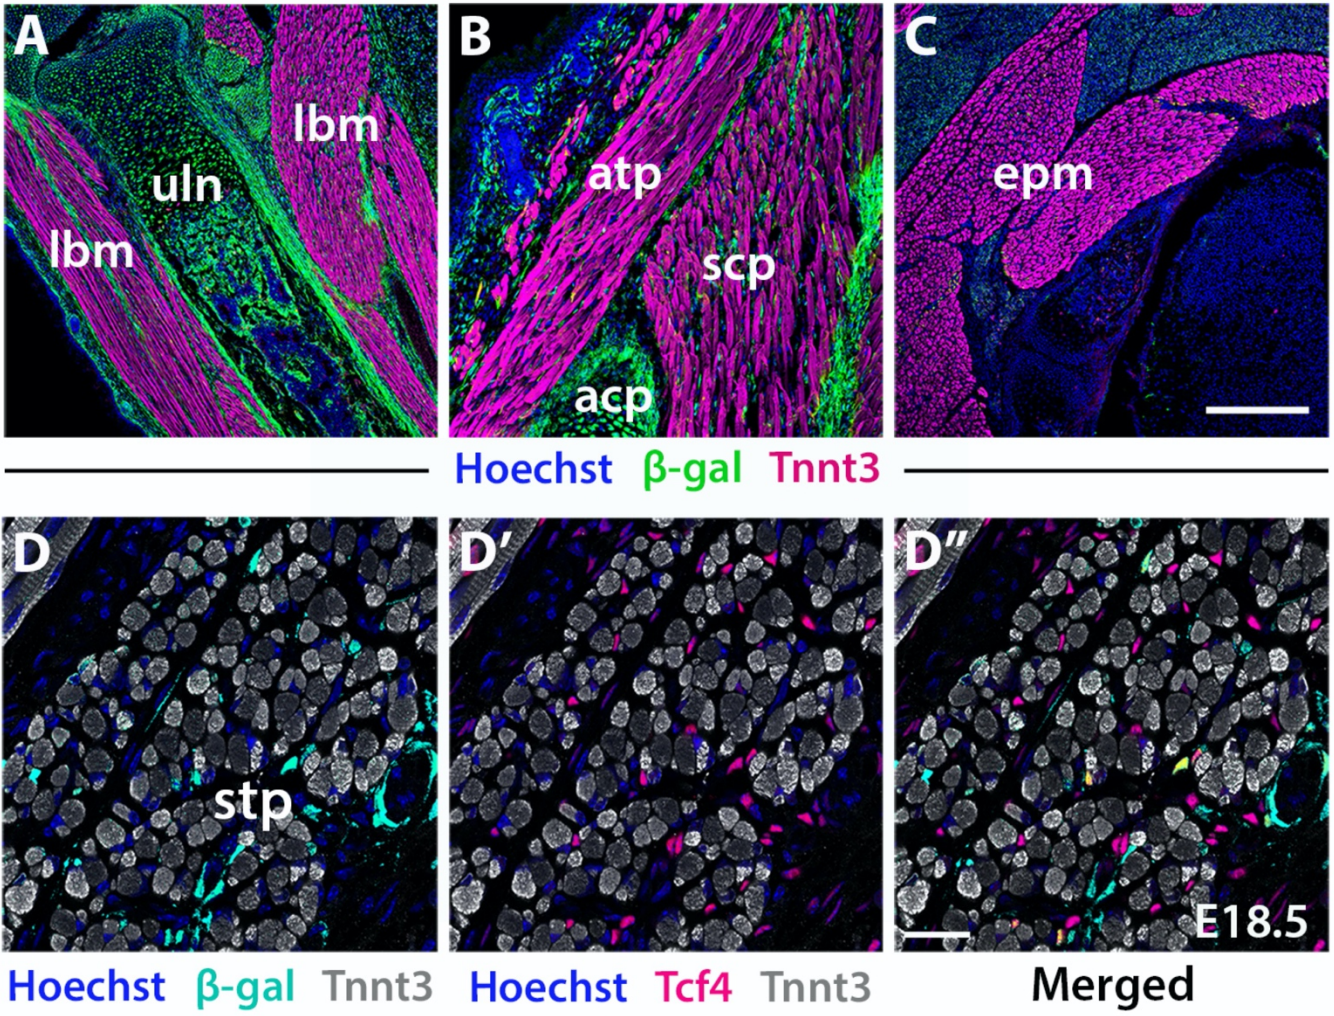 A
B
C
lbm
uln
lbm
atp
scp
acp
epm
Hoechst β-gal Tnnt3
D
D′
D″
stp
E18.5
Hoechst β-gal Tnnt3
Hoechst Tcf4 Tnnt3
Merged